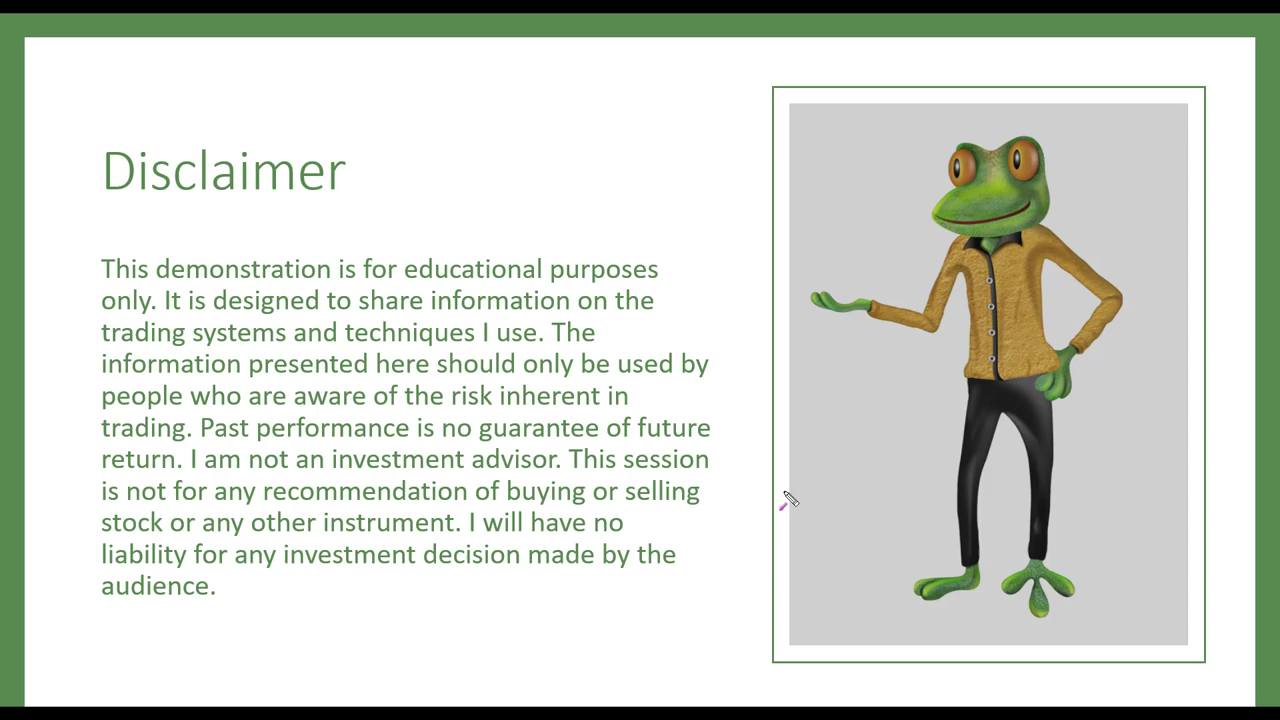 Disclaimer
This demonstration is for educational purposes
only. It is designed to share information on the
trading systems and techniques I use. The
information presented here should only be used by
people who are aware of the risk inherent in
trading. Past performance is no guarantee of future
return. I am not an investment advisor. This session
is not for any recommendation of buying or selling
stock or any other instrument. I will have no
liability for any investment decision made by the
audience.